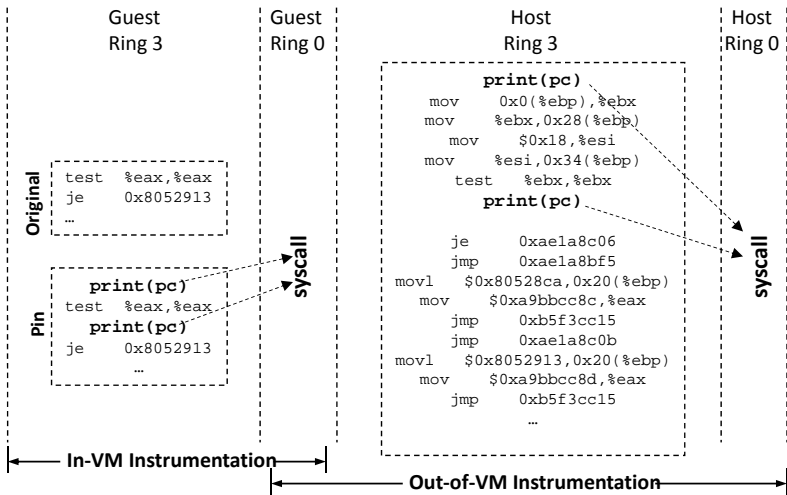 Guest
Ring 3
Guest
Ring 0
Host
Ring 3
Host
Ring 0
Original
test %eax,%eax
je 0x8052913
…
Pin
print(pc)
test %eax,%eax
print(pc)
je 0x8052913
…
syscall
print(pc)
mov 0x0(%ebp),%ebx
mov %ebx,0x28(%ebp)
mov $0x18,%esi
mov %esi,0x34(%ebp)
test %ebx,%ebx
print(pc)
je 0xae1a8c06
jmp 0xae1a8bf5
movl $0x80528ca,0x20(%ebp)
mov $0xa9bbcc8c,%eax
jmp 0xb5f3cc15
jmp 0xae1a8c0b
movl $0x8052913,0x20(%ebp)
mov $0xa9bbcc8d,%eax
jmp 0xb5f3cc15
…
syscall
In-VM Instrumentation
Out-of-VM Instrumentation